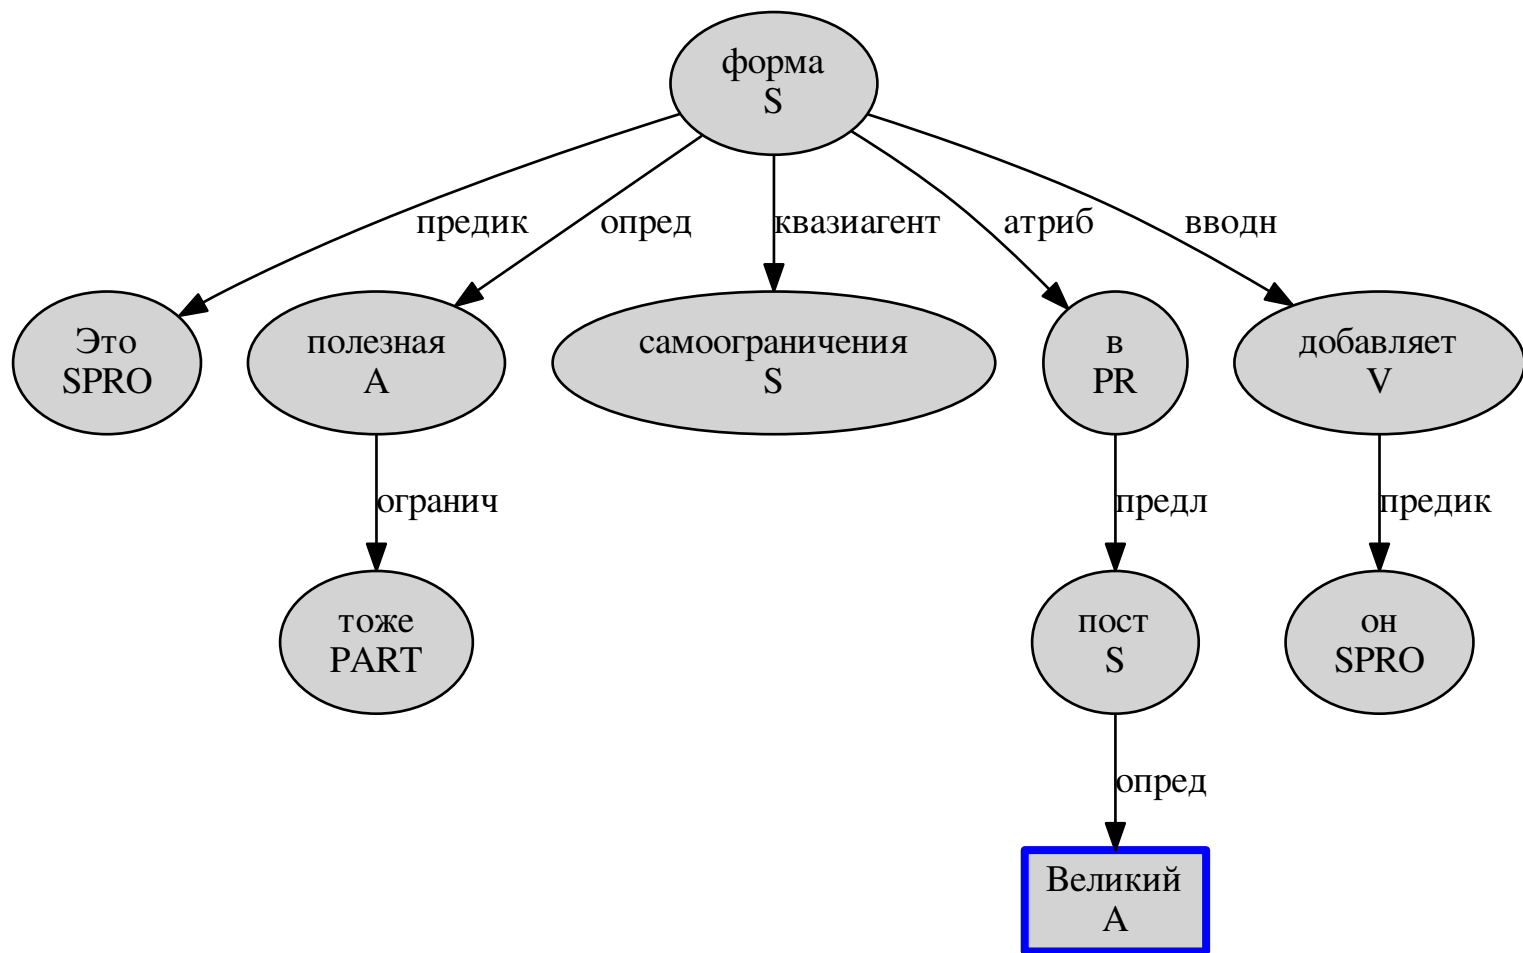 форма
S
предик
опред
квазиагент
атриб
вводн
Это
SPRO
полезная
A
самоограничения
S
в
PR
добавляет
V
огранич
предл
предик
тоже
PART
пост
S
он
SPRO
опред
Великий
A